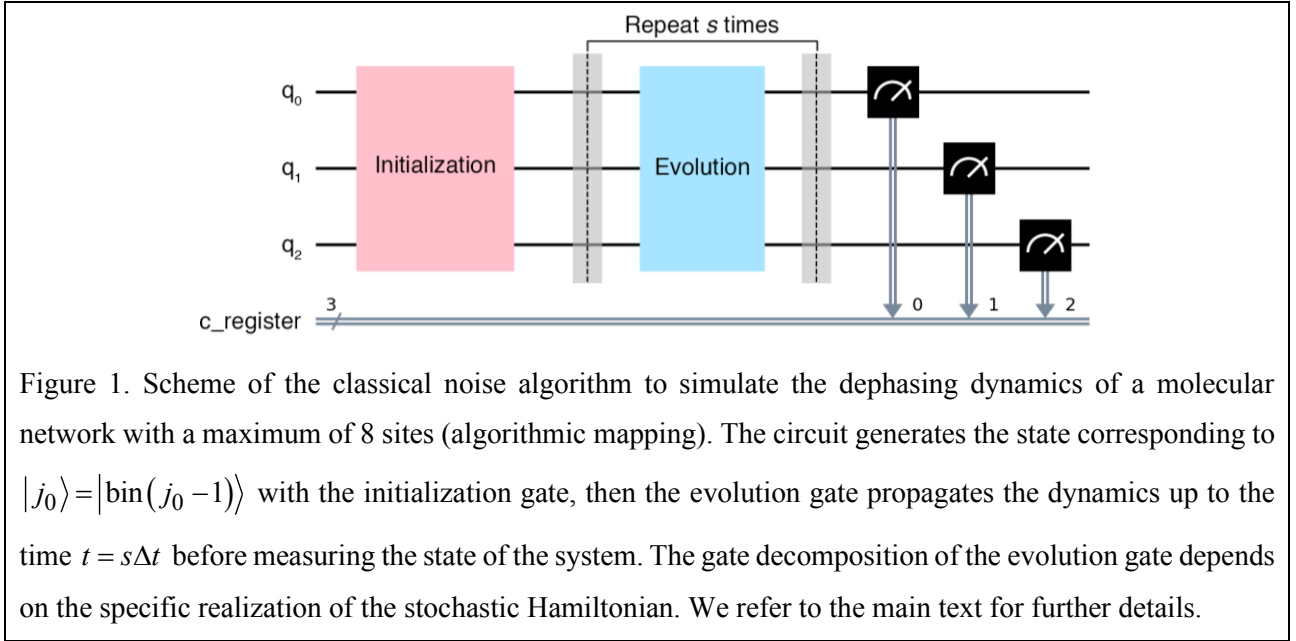 Repeat s times
q0
Initialization
Evolution
q1
q2
3
0
1
2
c_register
Figure 1. Scheme of the classical noise algorithm to simulate the dephasing dynamics of a molecular
network with a maximum of 8 sites (algorithmic mapping). The circuit generates the state corresponding to
|j₀⟩=|bin(j₀−1)⟩ with the initialization gate, then the evolution gate propagates the dynamics up to the
time t = sΔt before measuring the state of the system. The gate decomposition of the evolution gate depends
on the specific realization of the stochastic Hamiltonian. We refer to the main text for further details.